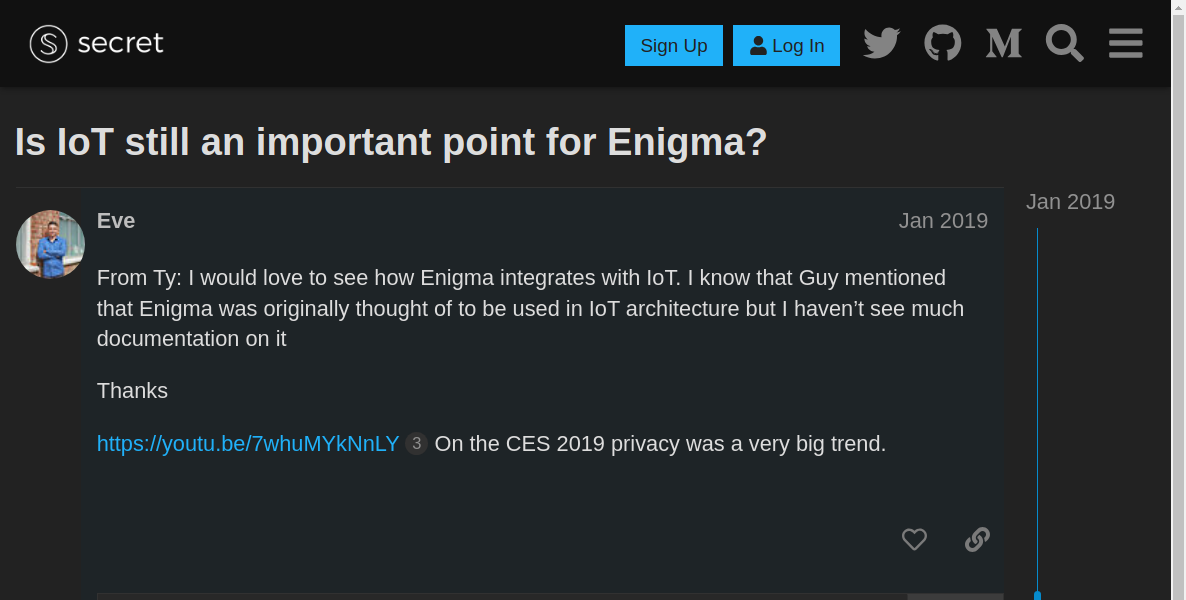 secret
Sign Up
Log In
Is IoT still an important point for Enigma?
Eve
Jan 2019
Jan 2019
From Ty: I would love to see how Enigma integrates with IoT. I know that Guy mentioned
that Enigma was originally thought of to be used in IoT architecture but I haven’t see much
documentation on it
Thanks
https://youtu.be/7whuMYkNnLY 3 On the CES 2019 privacy was a very big trend.